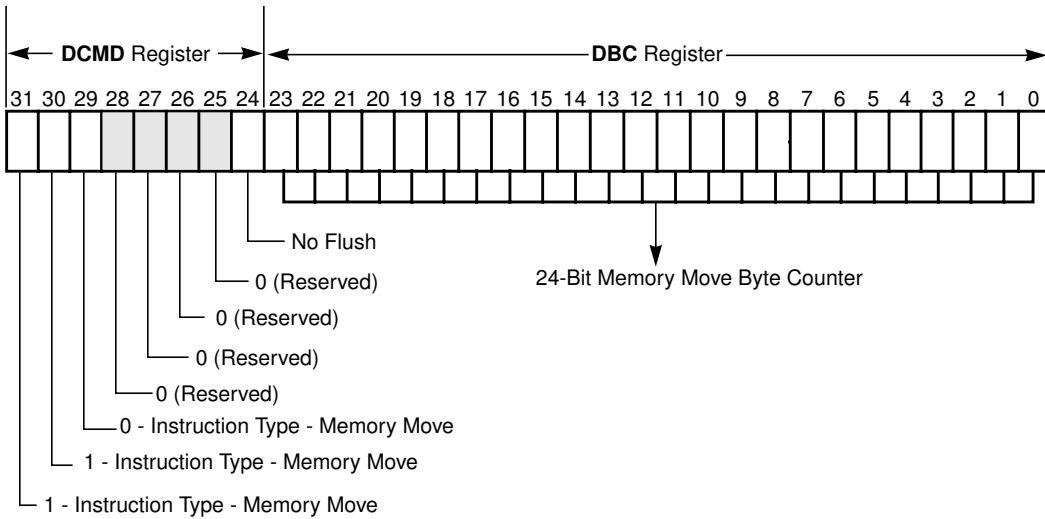 DCMD Register
DBC Register
31 30 29 28 27 26 25 24 23 22 21 20 19 18 17 16 15 14 13 12 11 10 9 8 7 6 5 4 3 2 1 0
No Flush
0 (Reserved)
24-Bit Memory Move Byte Counter
0 (Reserved)
0 (Reserved)
0 (Reserved)
0 - Instruction Type - Memory Move
1 - Instruction Type - Memory Move
1 - Instruction Type - Memory Move